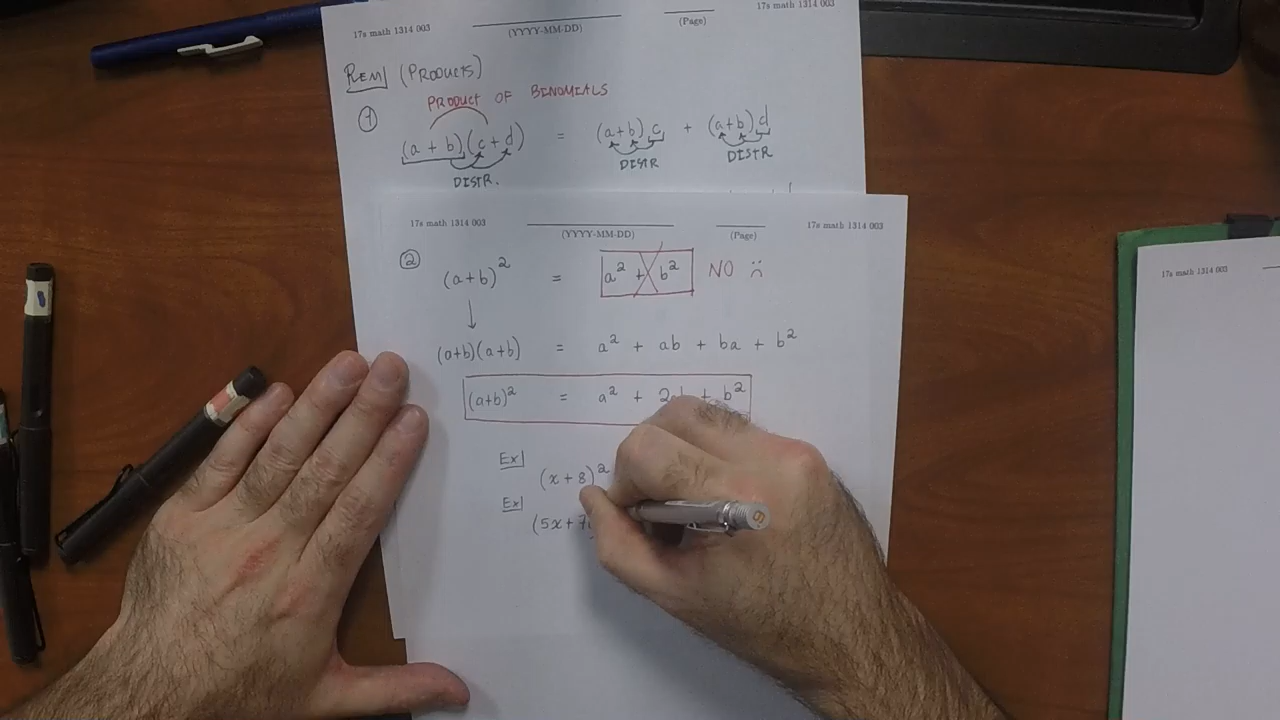 17s math 1314 003 (YYYY-MM-DD) (Page) 17s math 1314 003
REM (PRODUCTS)
PRODUCT OF BINOMIALS
① (a + b)(c + d) = (a+b) c + (a+b) d
DISTR. DISTR DISTR
17s math 1314 003 (YYYY-MM-DD) (Page) 17s math 1314 003
② (a+b)² = a² + b² NO
(a+b)(a+b) = a² + ab + ba + b²
(a+b)² = a² + 2ab + b²
Ex
(x + 8)²
Ex
(5x + 7
17s math 1314 003